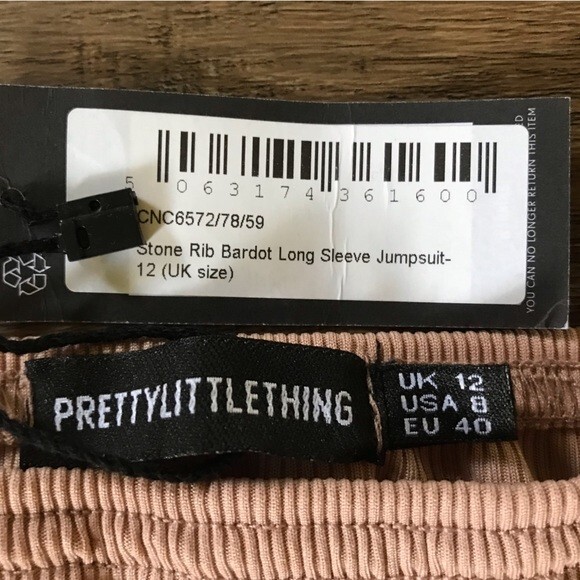 5 063174 361600
CNC6572/78/59
Stone Rib Bardot Long Sleeve Jumpsuit-
12 (UK size)
YOU CAN NO LONGER RETURN THIS ITEM
ED
PRETTYLITTLETHING
UK 12
USA 8
EU 40